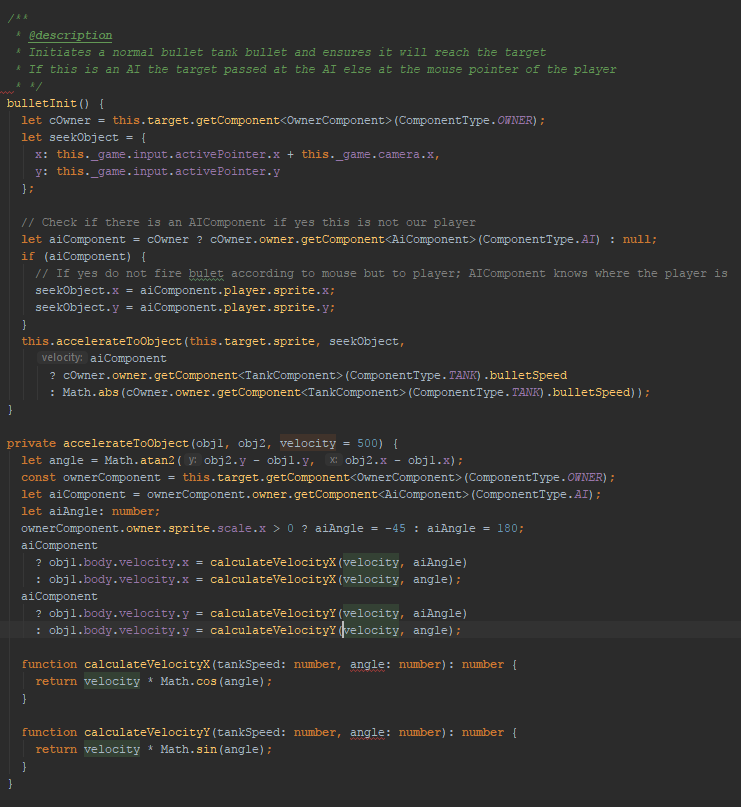 /**
 * @description
 * Initiates a normal bullet tank bullet and ensures it will reach the target
 * If this is an AI the target passed at the AI else at the mouse pointer of the player
 * */
bulletInit() {
  let cOwner = this.target.getComponent<OwnerComponent>(ComponentType.OWNER);
  let seekObject = {
    x: this._game.input.activePointer.x + this._game.camera.x,
    y: this._game.input.activePointer.y
  };

  // Check if there is an AIComponent if yes this is not our player
  let aiComponent = cOwner ? cOwner.owner.getComponent<AiComponent>(ComponentType.AI) : null;
  if (aiComponent) {
    // If yes do not fire bulet according to mouse but to player; AIComponent knows where the player is
    seekObject.x = aiComponent.player.sprite.x;
    seekObject.y = aiComponent.player.sprite.y;
  }
  this.accelerateToObject(this.target.sprite, seekObject,
    velocity: aiComponent
      ? cOwner.owner.getComponent<TankComponent>(ComponentType.TANK).bulletSpeed
      : Math.abs(cOwner.owner.getComponent<TankComponent>(ComponentType.TANK).bulletSpeed));
}

private accelerateToObject(obj1, obj2, velocity = 500) {
  let angle = Math.atan2( y: obj2.y - obj1.y, x: obj2.x - obj1.x);
  const ownerComponent = this.target.getComponent<OwnerComponent>(ComponentType.OWNER);
  let aiComponent = ownerComponent.owner.getComponent<AiComponent>(ComponentType.AI);
  let aiAngle: number;
  ownerComponent.owner.sprite.scale.x > 0 ? aiAngle = -45 : aiAngle = 180;
  aiComponent
    ? obj1.body.velocity.x = calculateVelocityX(velocity, aiAngle)
    : obj1.body.velocity.x = calculateVelocityX(velocity, angle);
  aiComponent
    ? obj1.body.velocity.y = calculateVelocityY(velocity, aiAngle)
    : obj1.body.velocity.y = calculateVelocityY(velocity, angle);

  function calculateVelocityX(tankSpeed: number, angle: number): number {
    return velocity * Math.cos(angle);
  }

  function calculateVelocityY(tankSpeed: number, angle: number): number {
    return velocity * Math.sin(angle);
  }
}